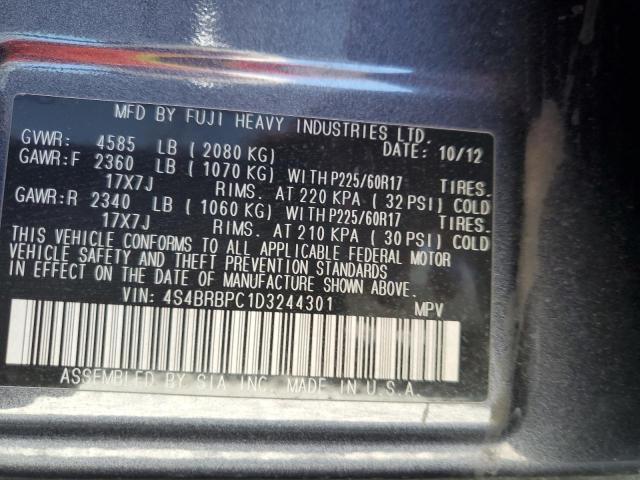 MFD BY FUJI HEAVY INDUSTRIES LTD.
GVWR: 4585 LB ( 2080 KG) DATE: 10/12
GAWR:F 2360 LB ( 1070 KG) WITH P225/60R17 TIRES.
17X7J RIMS. AT 220 KPA ( 32 PSI) COLD
GAWR:R 2340 LB ( 1060 KG) WITH P225/60R17 TIRES.
17X7J RIMS. AT 210 KPA ( 30 PSI) COLD
THIS VEHICLE CONFORMS TO ALL APPLICABLE FEDERAL MOTOR
VEHICLE SAFETY AND THEFT PREVENTION STANDARDS
IN EFFECT ON THE DATE OF MANUFACTURE SHOWN ABOVE.
VIN: 4S4BRBPC1D3244301 MPV
ASSEMBLED BY SIA INC. MADE IN U.S.A.